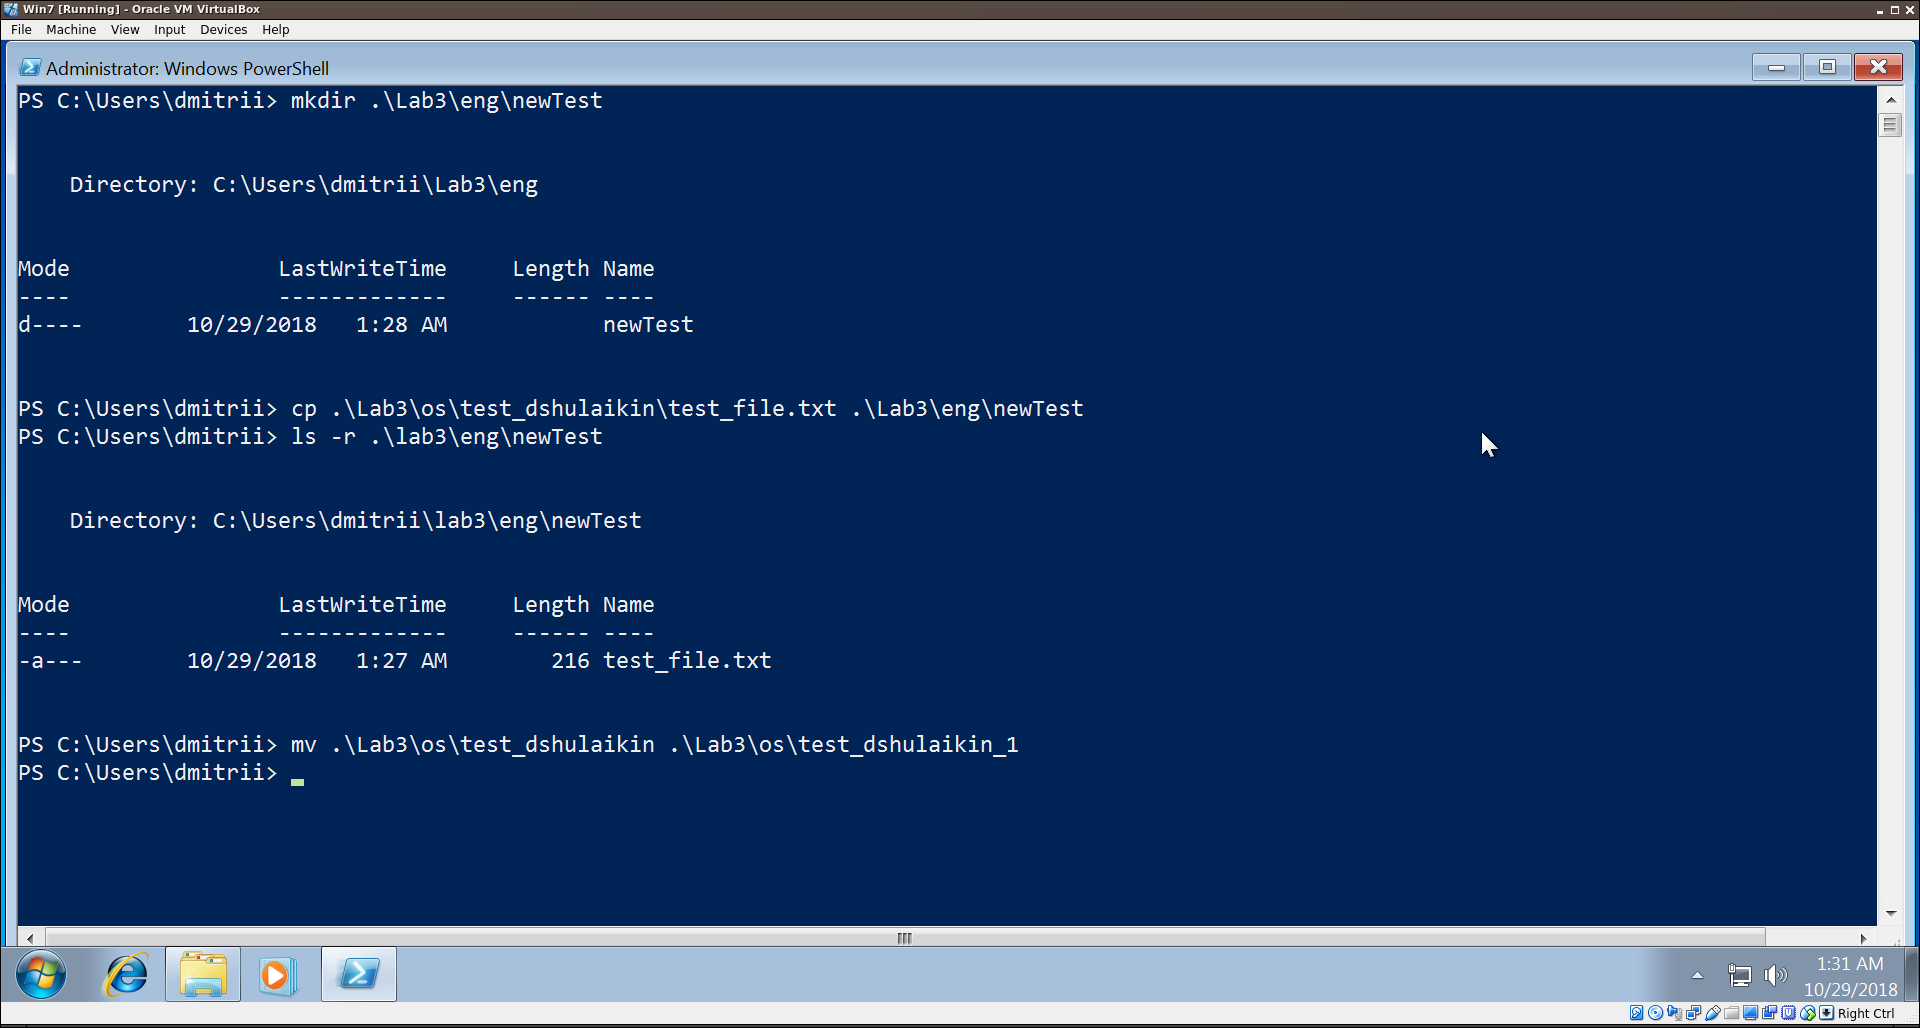 Win7 [Running] - Oracle VM VirtualBox
File Machine View Input Devices Help
Administrator: Windows PowerShell
PS C:\Users\dmitrii> mkdir .\Lab3\eng\newTest
Directory: C:\Users\dmitrii\Lab3\eng
Mode LastWriteTime Length Name
---- ------------- ------ ----
d---- 10/29/2018 1:28 AM newTest
PS C:\Users\dmitrii> cp .\Lab3\os\test_dshulaikin\test_file.txt .\Lab3\eng\newTest
PS C:\Users\dmitrii> ls -r .\lab3\eng\newTest
Directory: C:\Users\dmitrii\lab3\eng\newTest
Mode LastWriteTime Length Name
---- ------------- ------ ----
-a--- 10/29/2018 1:27 AM 216 test_file.txt
PS C:\Users\dmitrii> mv .\Lab3\os\test_dshulaikin .\Lab3\os\test_dshulaikin_1
PS C:\Users\dmitrii>
1:31 AM
10/29/2018
Right Ctrl